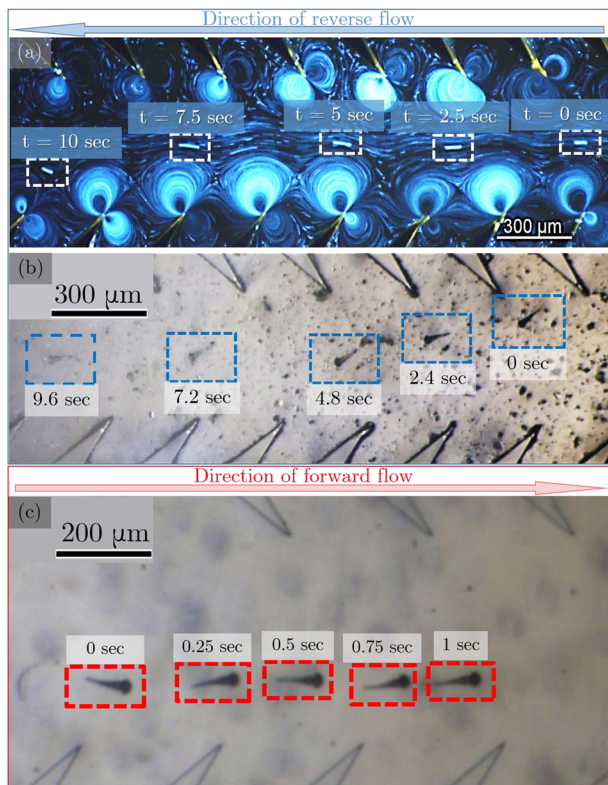 Direction of reverse flow
(a)
t = 7.5 sec
t = 5 sec
t = 2.5 sec
t = 0 sec
t = 10 sec
300 μm
(b)
300 μm
0 sec
2.4 sec
4.8 sec
7.2 sec
9.6 sec
Direction of forward flow
(c)
200 μm
0 sec
0.25 sec
0.5 sec
0.75 sec
1 sec